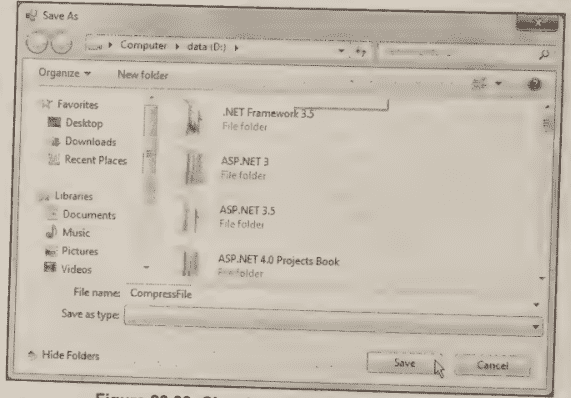 Save As
Computer ▸ data (D:) ▸
Organize ▾ New folder
Favorites
Desktop
Downloads
Recent Places
Libraries
Documents
Music
Pictures
Videos
.NET Framework 3.5
File folder
ASP.NET 3
File folder
ASP.NET 3.5
File folder
ASP.NET 4.0 Projects Book
File folder
File name: CompressFile
Save as type:
Hide Folders
Save Cancel